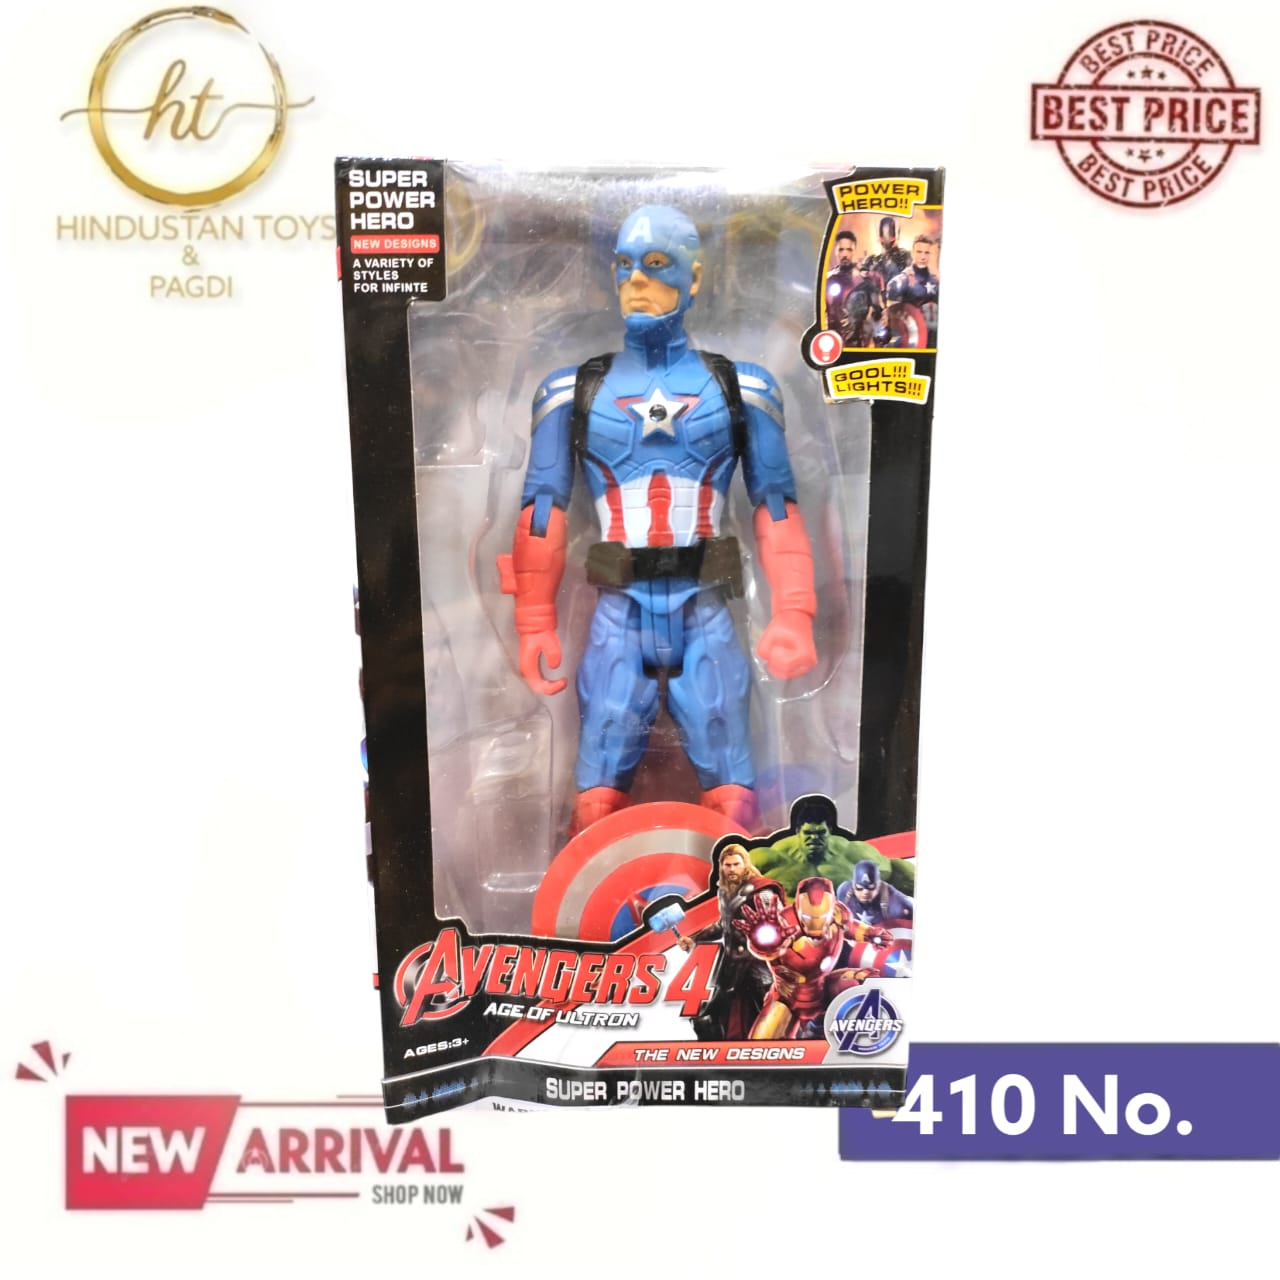 ht
HINDUSTAN TOYS
&
PAGDI
BEST PRICE
BEST PRICE
BEST PRICE
SUPER
POWER
HERO
NEW DESIGNS
A VARIETY OF
STYLES
FOR INFINTE
POWER
HERO!!
GOOL!!!
LIGHTS!!!
A
AVENGERS 4
AGE OF ULTRON
AGES:3+
AVENGERS
THE NEW DESIGNS
SUPER POWER HERO
410 No.
NEW ARRIVAL
SHOP NOW